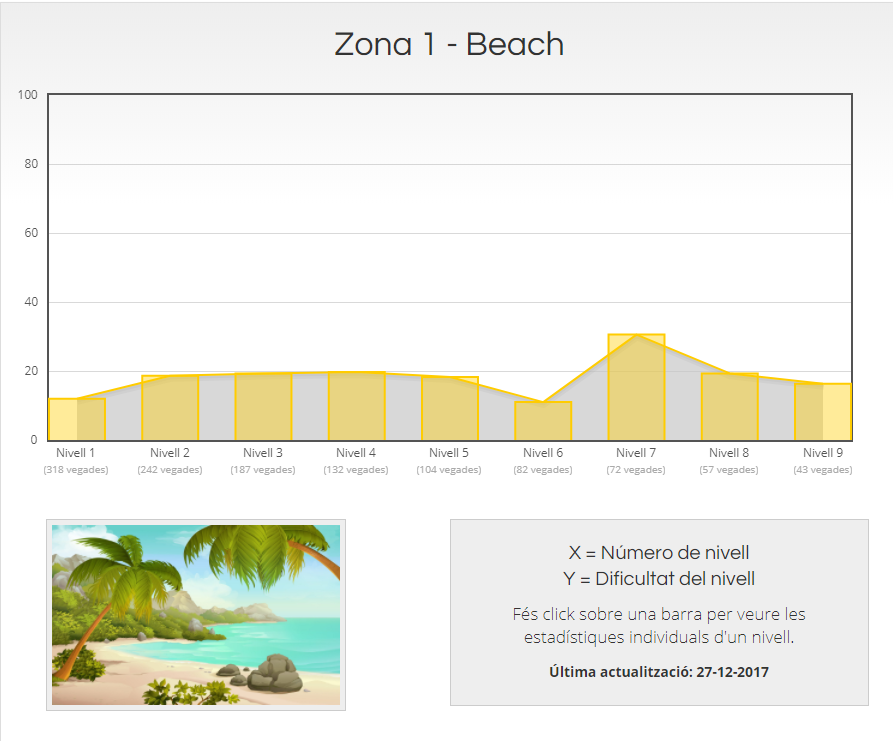 Zona 1 - Beach
100
80
60
40
20
0
Nivell 1 Nivell 2 Nivell 3 Nivell 4 Nivell 5 Nivell 6 Nivell 7 Nivell 8 Nivell 9
(318 vegades) (242 vegades) (187 vegades) (132 vegades) (104 vegades) (82 vegades) (72 vegades) (57 vegades) (43 vegades)
X = Número de nivell
Y = Dificultat del nivell
Fés click sobre una barra per veure les
estadístiques individuals d'un nivell.
Última actualització: 27-12-2017